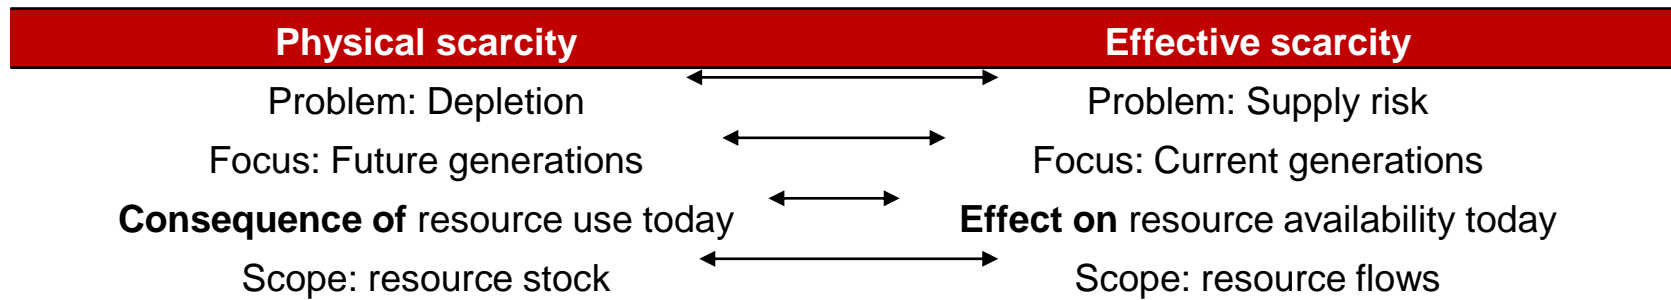 Physical scarcity Effective scarcity
Problem: Depletion Problem: Supply risk
Focus: Future generations Focus: Current generations
Consequence of resource use today Effect on resource availability today
Scope: resource stock Scope: resource flows